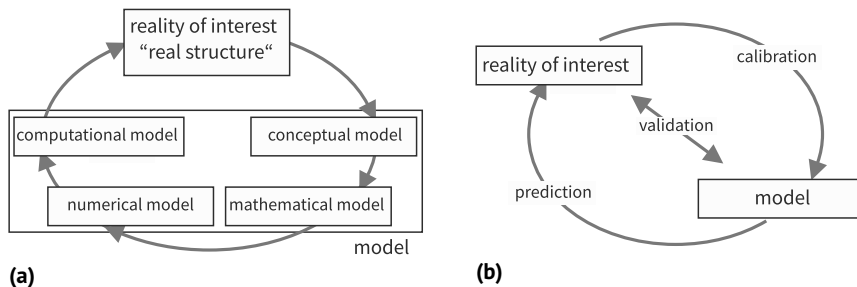 reality of interest
“real structure“
computational model
conceptual model
numerical model
mathematical model
model
(a)
reality of interest
calibration
validation
prediction
model
(b)